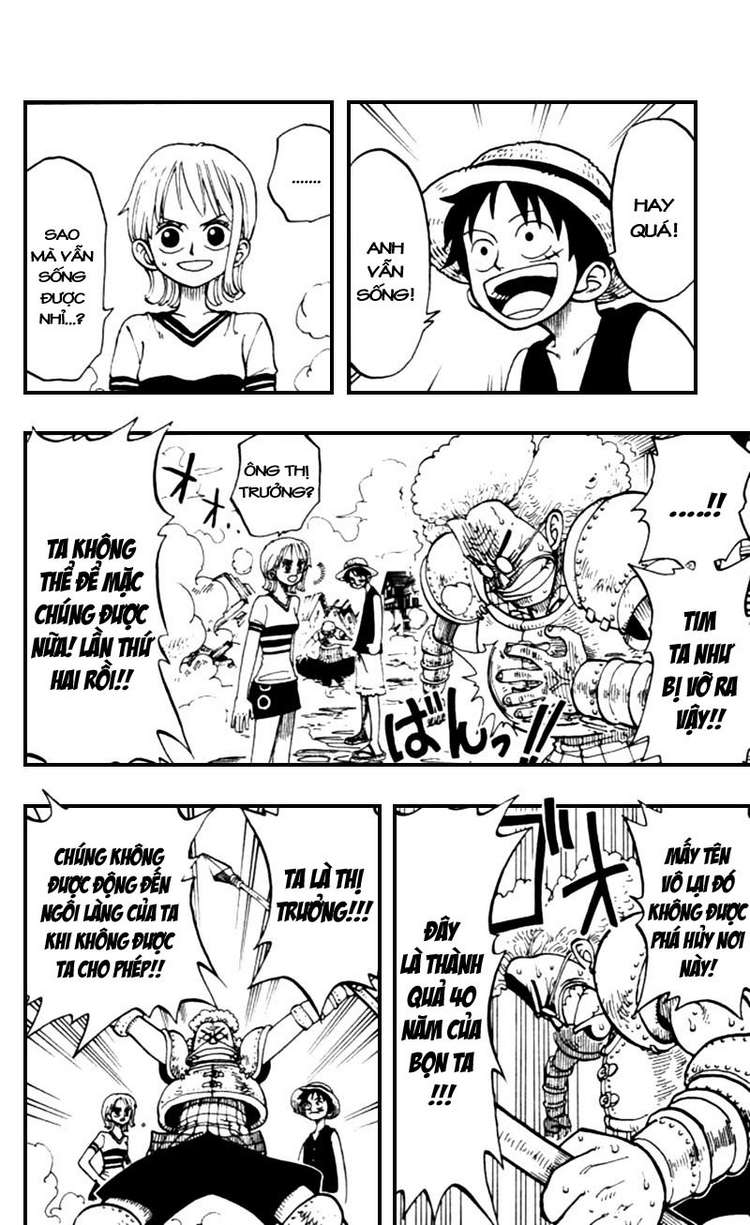 HAY
QUÁ!
ANH
VẪN
SỐNG!
........
SAO
MÀ VẪN
SỐNG
ĐƯỢC
NHỈ...?
.....!!
TIM
TA NHƯ
BỊ VỠ RA
VẬY!!
ÔNG THỊ
TRƯỞNG?
ばんっ!!
TA KHÔNG
THỂ ĐỂ MẶC
CHÚNG ĐƯỢC
NỮA! LẦN THỨ
HAI RỒI!!
MẤY TÊN
VÔ LẠI ĐÓ
KHÔNG ĐƯỢC
PHÁ HỦY NƠI
NÀY!
ĐÂY
LÀ THÀNH
QUẢ 40
NĂM CỦA
BỌN TA
!!!
TA LÀ THỊ
TRƯỞNG!!!
CHÚNG KHÔNG
ĐƯỢC ĐỘNG ĐẾN
NGÔI LÀNG CỦA TA
KHI KHÔNG ĐƯỢC
TA CHO PHÉP!!